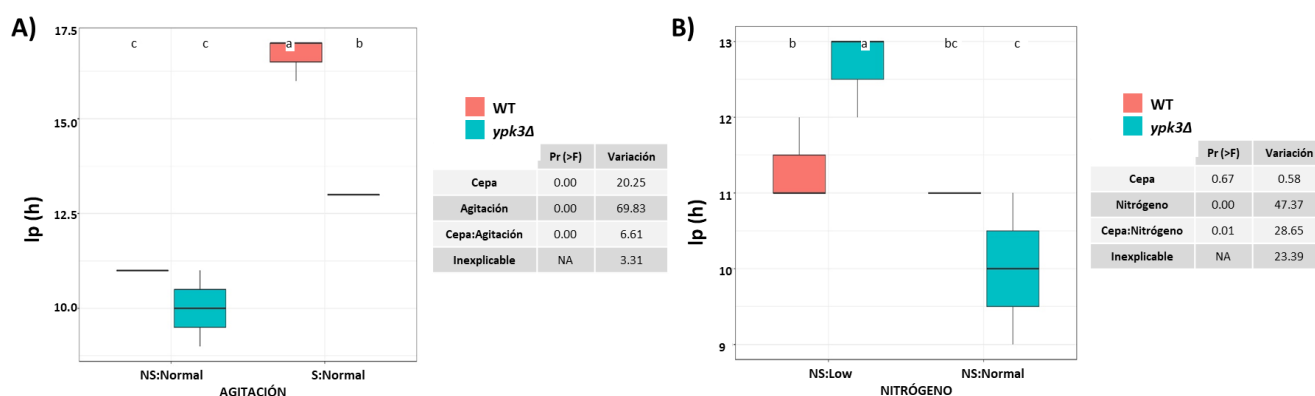 A)
Ip (h)
17.5
15.0
12.5
10.0
c c a b
NS:Normal S:Normal
AGITACIÓN
WT
ypk3Δ
Pr (>F) Variación
Cepa 0.00 20.25
Agitación 0.00 69.83
Cepa:Agitación 0.00 6.61
Inexplicable NA 3.31
B)
Ip (h)
13
12
11
10
9
b a bc c
NS:Low NS:Normal
NITRÓGENO
WT
ypk3Δ
Pr (>F) Variación
Cepa 0.67 0.58
Nitrógeno 0.00 47.37
Cepa:Nitrógeno 0.01 28.65
Inexplicable NA 23.39